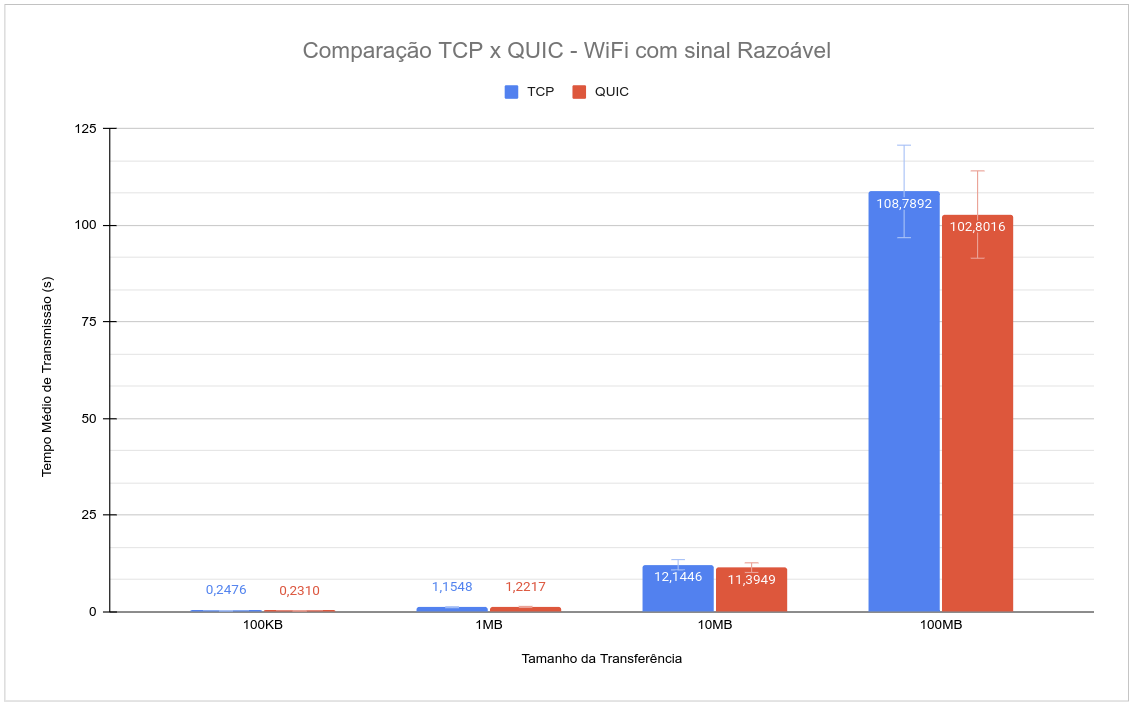 Comparação TCP x QUIC - WiFi com sinal Razoável
TCP QUIC
Tempo Médio de Transmissão (s)
125
100
75
50
25
0
0,2476
0,2310
1,1548
1,2217
12,1446
11,3949
108,7892
102,8016
100KB
1MB
10MB
100MB
Tamanho da Transferência